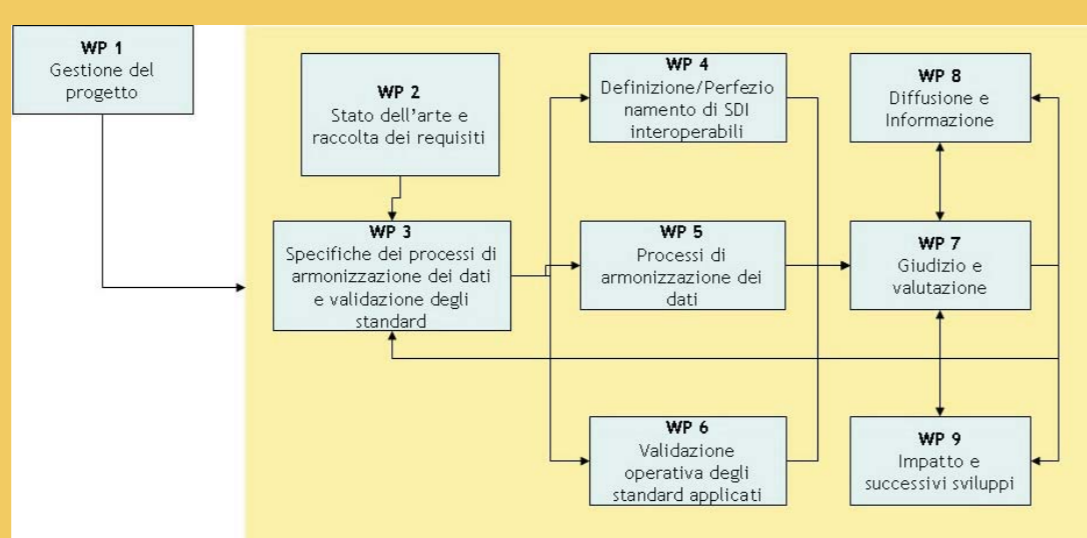 WP 1
Gestione del
progetto
WP 2
Stato dell'arte e
raccolta dei requisiti
WP 3
Specifiche dei processi di
armonizzazione dei dati
e validazione degli
standard
WP 4
Definizione/Perfezio
namento di SDI
interoperabili
WP 5
Processi di
armonizzazione dei
dati
WP 6
Validazione
operativa degli
standard applicati
WP 8
Diffusione e
Informazione
WP 7
Giudizio e
valutazione
WP 9
Impatto e
successivi sviluppi